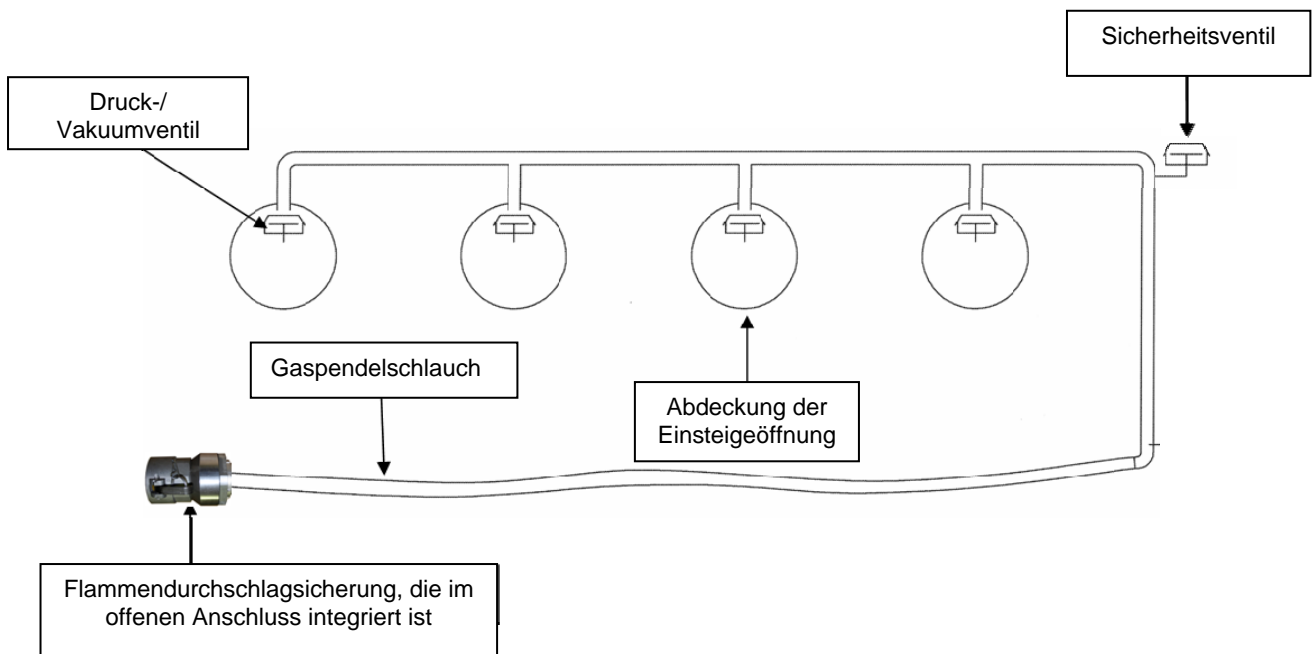 Sicherheitsventil
Druck-/
Vakuumventil
Gaspendelschlauch
Abdeckung der
Einsteigeöffnung
Flammendurchschlagsicherung, die im
offenen Anschluss integriert ist